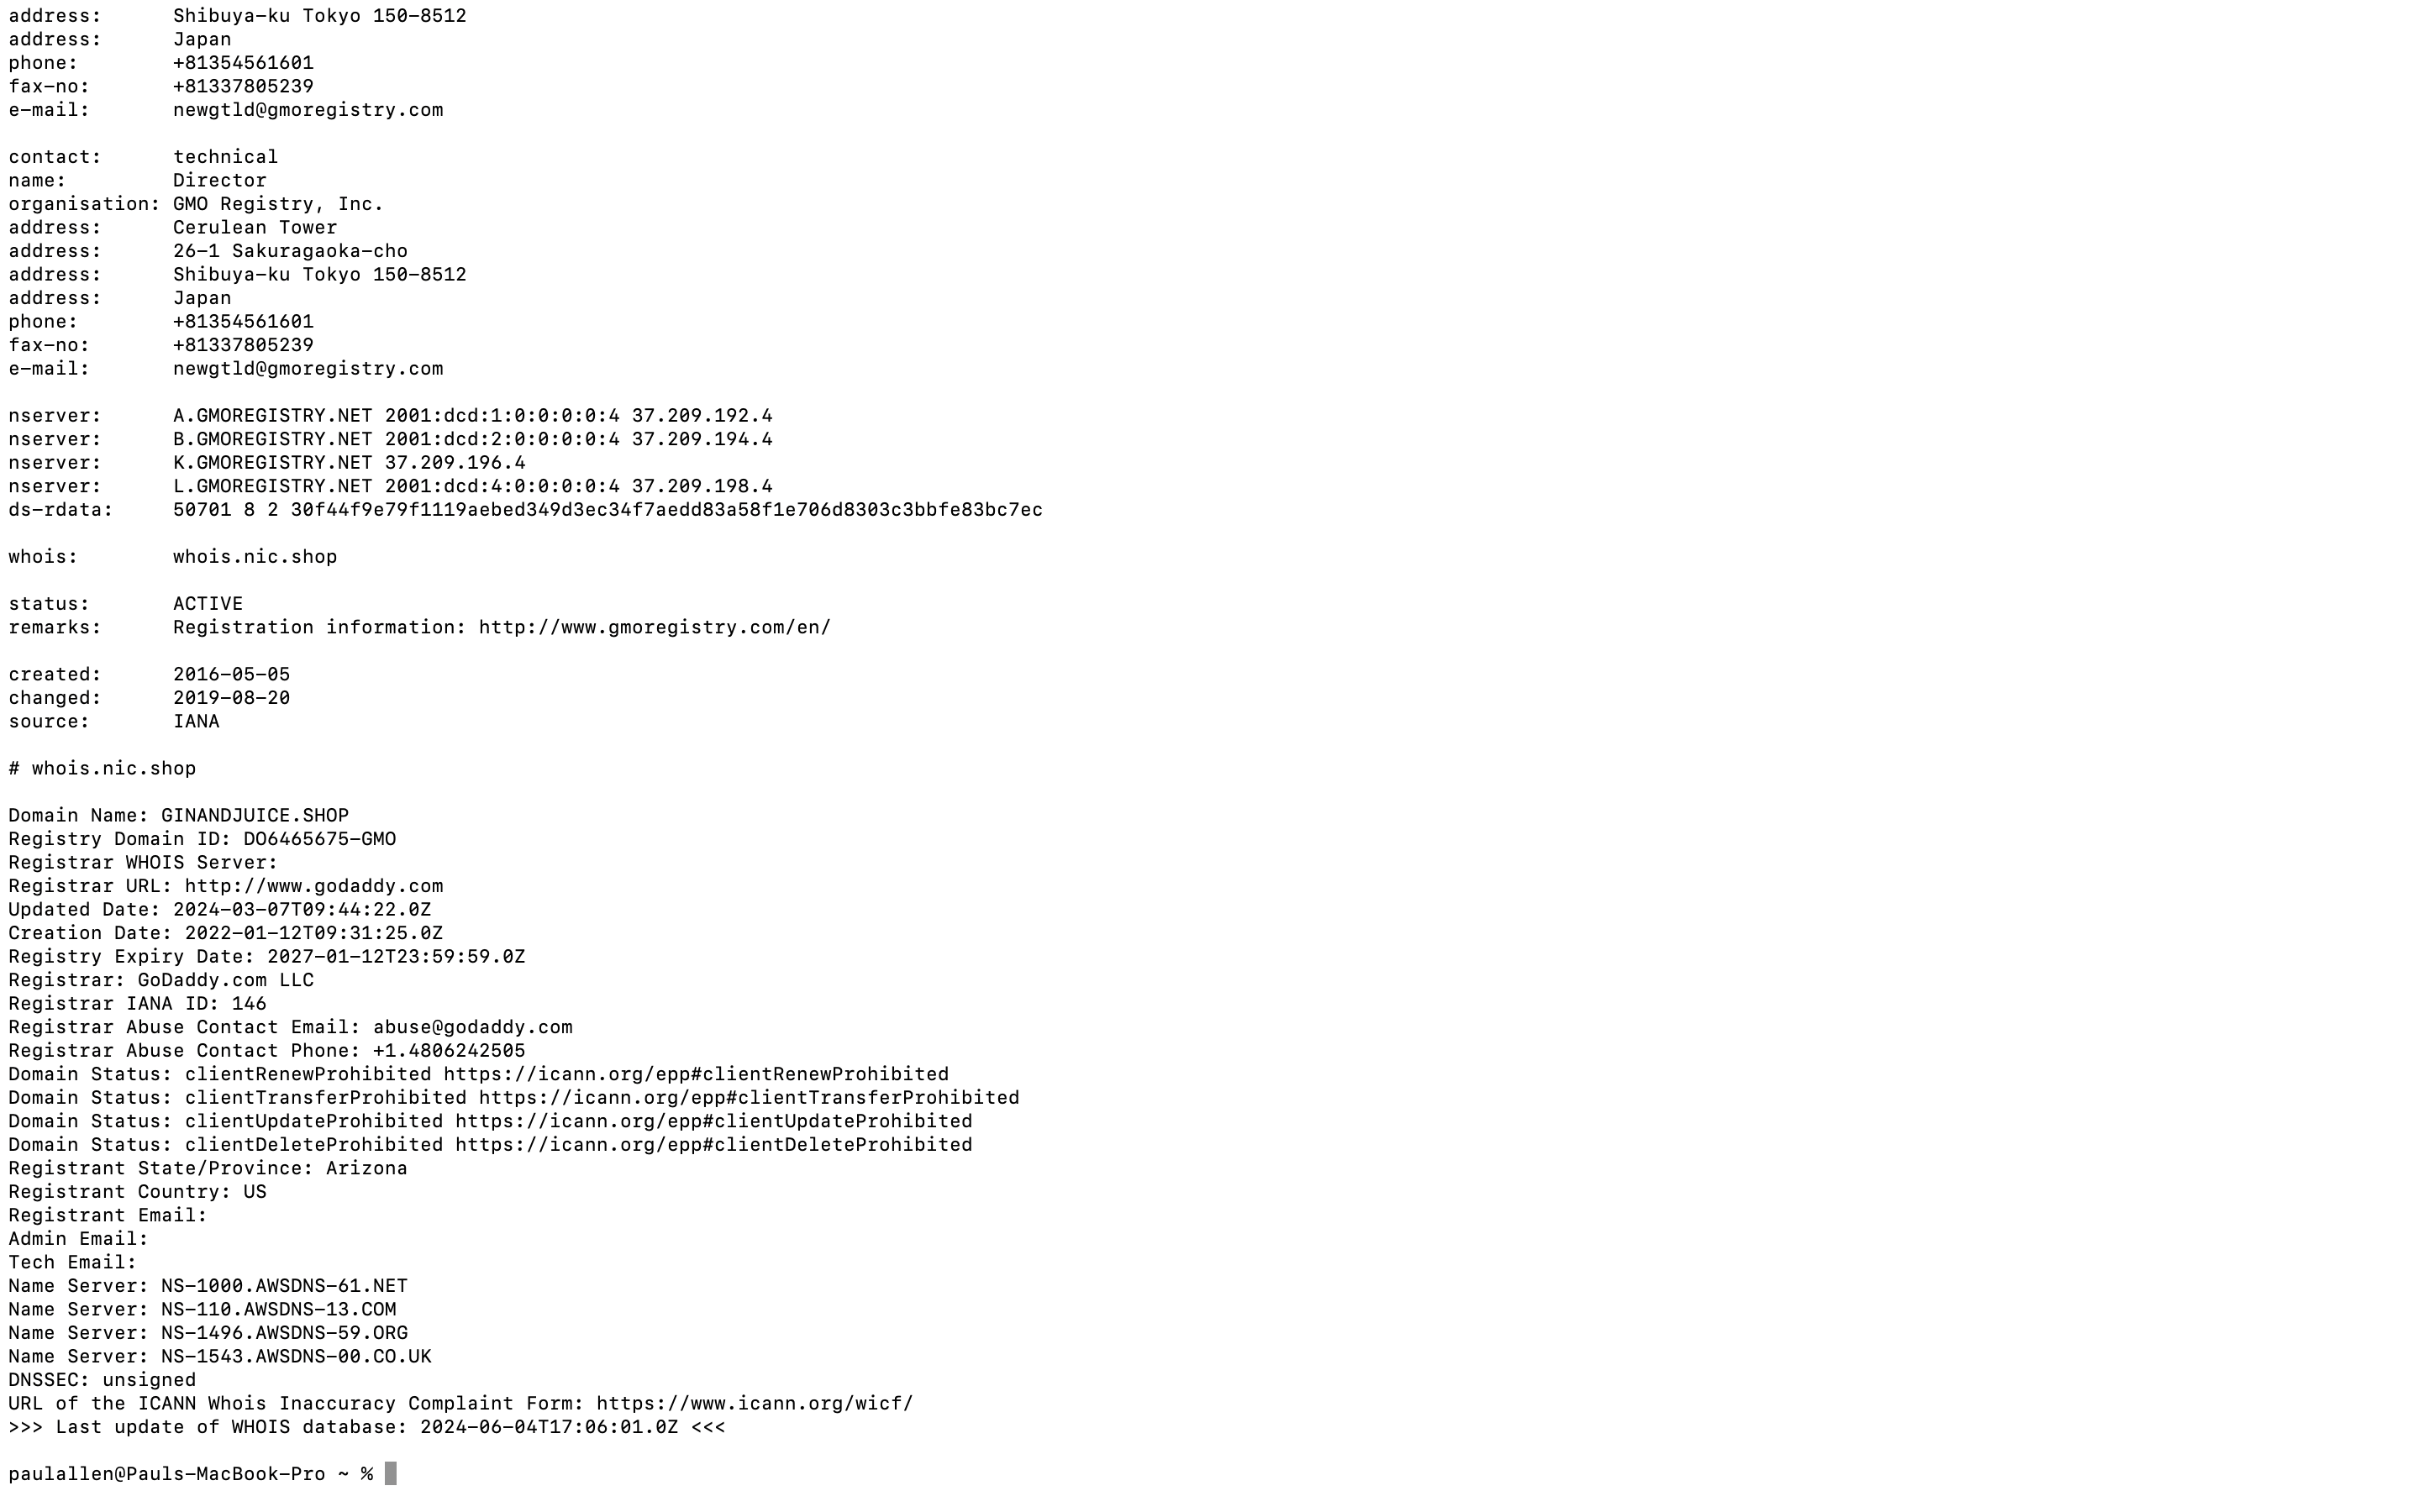 address:      Shibuya-ku Tokyo 150-8512
address:      Japan
phone:        +81354561601
fax-no:       +81337805239
e-mail:       newgtld@gmoregistry.com

contact:      technical
name:         Director
organisation: GMO Registry, Inc.
address:      Cerulean Tower
address:      26-1 Sakuragaoka-cho
address:      Shibuya-ku Tokyo 150-8512
address:      Japan
phone:        +81354561601
fax-no:       +81337805239
e-mail:       newgtld@gmoregistry.com

nserver:      A.GMOREGISTRY.NET 2001:dcd:1:0:0:0:0:4 37.209.192.4
nserver:      B.GMOREGISTRY.NET 2001:dcd:2:0:0:0:0:4 37.209.194.4
nserver:      K.GMOREGISTRY.NET 37.209.196.4
nserver:      L.GMOREGISTRY.NET 2001:dcd:4:0:0:0:0:4 37.209.198.4
ds-rdata:     50701 8 2 30f44f9e79f1119aebed349d3ec34f7aedd83a58f1e706d8303c3bbfe83bc7ec

whois:        whois.nic.shop

status:       ACTIVE
remarks:      Registration information: http://www.gmoregistry.com/en/

created:      2016-05-05
changed:      2019-08-20
source:       IANA

# whois.nic.shop

Domain Name: GINANDJUICE.SHOP
Registry Domain ID: DO6465675-GMO
Registrar WHOIS Server:
Registrar URL: http://www.godaddy.com
Updated Date: 2024-03-07T09:44:22.0Z
Creation Date: 2022-01-12T09:31:25.0Z
Registry Expiry Date: 2027-01-12T23:59:59.0Z
Registrar: GoDaddy.com LLC
Registrar IANA ID: 146
Registrar Abuse Contact Email: abuse@godaddy.com
Registrar Abuse Contact Phone: +1.4806242505
Domain Status: clientRenewProhibited https://icann.org/epp#clientRenewProhibited
Domain Status: clientTransferProhibited https://icann.org/epp#clientTransferProhibited
Domain Status: clientUpdateProhibited https://icann.org/epp#clientUpdateProhibited
Domain Status: clientDeleteProhibited https://icann.org/epp#clientDeleteProhibited
Registrant State/Province: Arizona
Registrant Country: US
Registrant Email:
Admin Email:
Tech Email:
Name Server: NS-1000.AWSDNS-61.NET
Name Server: NS-110.AWSDNS-13.COM
Name Server: NS-1496.AWSDNS-59.ORG
Name Server: NS-1543.AWSDNS-00.CO.UK
DNSSEC: unsigned
URL of the ICANN Whois Inaccuracy Complaint Form: https://www.icann.org/wicf/
>>> Last update of WHOIS database: 2024-06-04T17:06:01.0Z <<<

paulallen@Pauls-MacBook-Pro ~ %